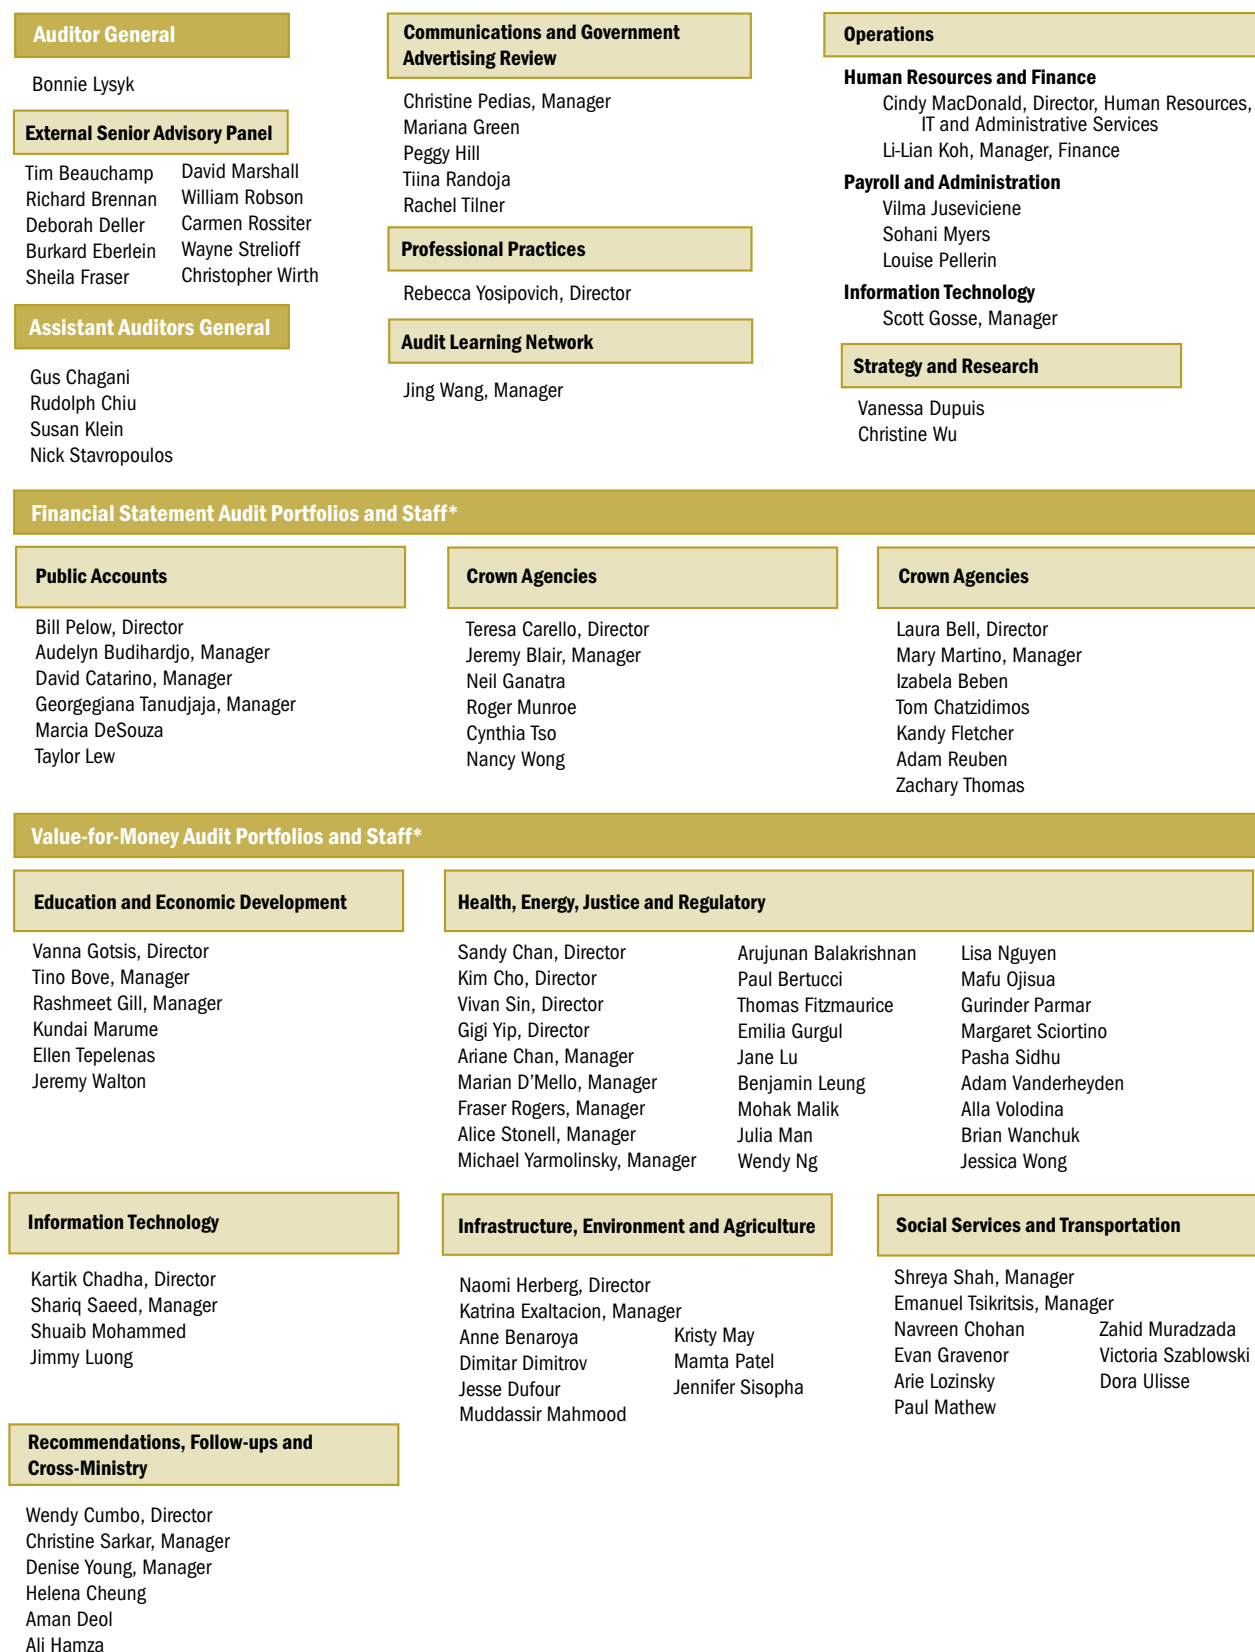 Auditor General
Bonnie Lysyk
External Senior Advisory Panel
Tim Beauchamp
Richard Brennan
Deborah Deller
Burkard Eberlein
Sheila Fraser
David Marshall
William Robson
Carmen Rossiter
Wayne Strelioff
Christopher Wirth
Assistant Auditors General
Gus Chagani
Rudolph Chiu
Susan Klein
Nick Stavropoulos
Communications and Government
Advertising Review
Christine Pedias, Manager
Mariana Green
Peggy Hill
Tiina Randoja
Rachel Tilner
Professional Practices
Rebecca Yosipovich, Director
Audit Learning Network
Jing Wang, Manager
Operations
Human Resources and Finance
Cindy MacDonald, Director, Human Resources,
IT and Administrative Services
Li-Lian Koh, Manager, Finance
Payroll and Administration
Vilma Juseviciene
Sohani Myers
Louise Pellerin
Information Technology
Scott Gosse, Manager
Strategy and Research
Vanessa Dupuis
Christine Wu
Financial Statement Audit Portfolios and Staff*
Public Accounts
Bill Pelow, Director
Audelyn Budihardjo, Manager
David Catarino, Manager
Georgegiana Tanudjaja, Manager
Marcia DeSouza
Taylor Lew
Crown Agencies
Teresa Carello, Director
Jeremy Blair, Manager
Neil Ganatra
Roger Munroe
Cynthia Tso
Nancy Wong
Crown Agencies
Laura Bell, Director
Mary Martino, Manager
Izabela Beben
Tom Chatzidimos
Kandy Fletcher
Adam Reuben
Zachary Thomas
Value-for-Money Audit Portfolios and Staff*
Education and Economic Development
Vanna Gotsis, Director
Tino Bove, Manager
Rashmeet Gill, Manager
Kundai Marume
Ellen Tepelenas
Jeremy Walton
Health, Energy, Justice and Regulatory
Sandy Chan, Director
Kim Cho, Director
Vivan Sin, Director
Gigi Yip, Director
Ariane Chan, Manager
Marian D'Mello, Manager
Fraser Rogers, Manager
Alice Stonell, Manager
Michael Yarmolinsky, Manager
Arujunan Balakrishnan
Paul Bertucci
Thomas Fitzmaurice
Emilia Gurgul
Jane Lu
Benjamin Leung
Mohak Malik
Julia Man
Wendy Ng
Lisa Nguyen
Mafu Ojisua
Gurinder Parmar
Margaret Sciortino
Pasha Sidhu
Adam Vanderheyden
Alla Volodina
Brian Wanchuk
Jessica Wong
Information Technology
Kartik Chadha, Director
Shariq Saeed, Manager
Shuaib Mohammed
Jimmy Luong
Infrastructure, Environment and Agriculture
Naomi Herberg, Director
Katrina Exaltacion, Manager
Anne Benaroya
Dimitar Dimitrov
Jesse Dufour
Muddassir Mahmood
Kristy May
Mamta Patel
Jennifer Sisopha
Social Services and Transportation
Shreya Shah, Manager
Emanuel Tsikritsis, Manager
Navreen Chohan
Evan Gravenor
Arie Lozinsky
Paul Mathew
Zahid Muradzada
Victoria Szablowski
Dora Ulisse
Recommendations, Follow-ups and
Cross-Ministry
Wendy Cumbo, Director
Christine Sarkar, Manager
Denise Young, Manager
Helena Cheung
Aman Deol
Ali Hamza